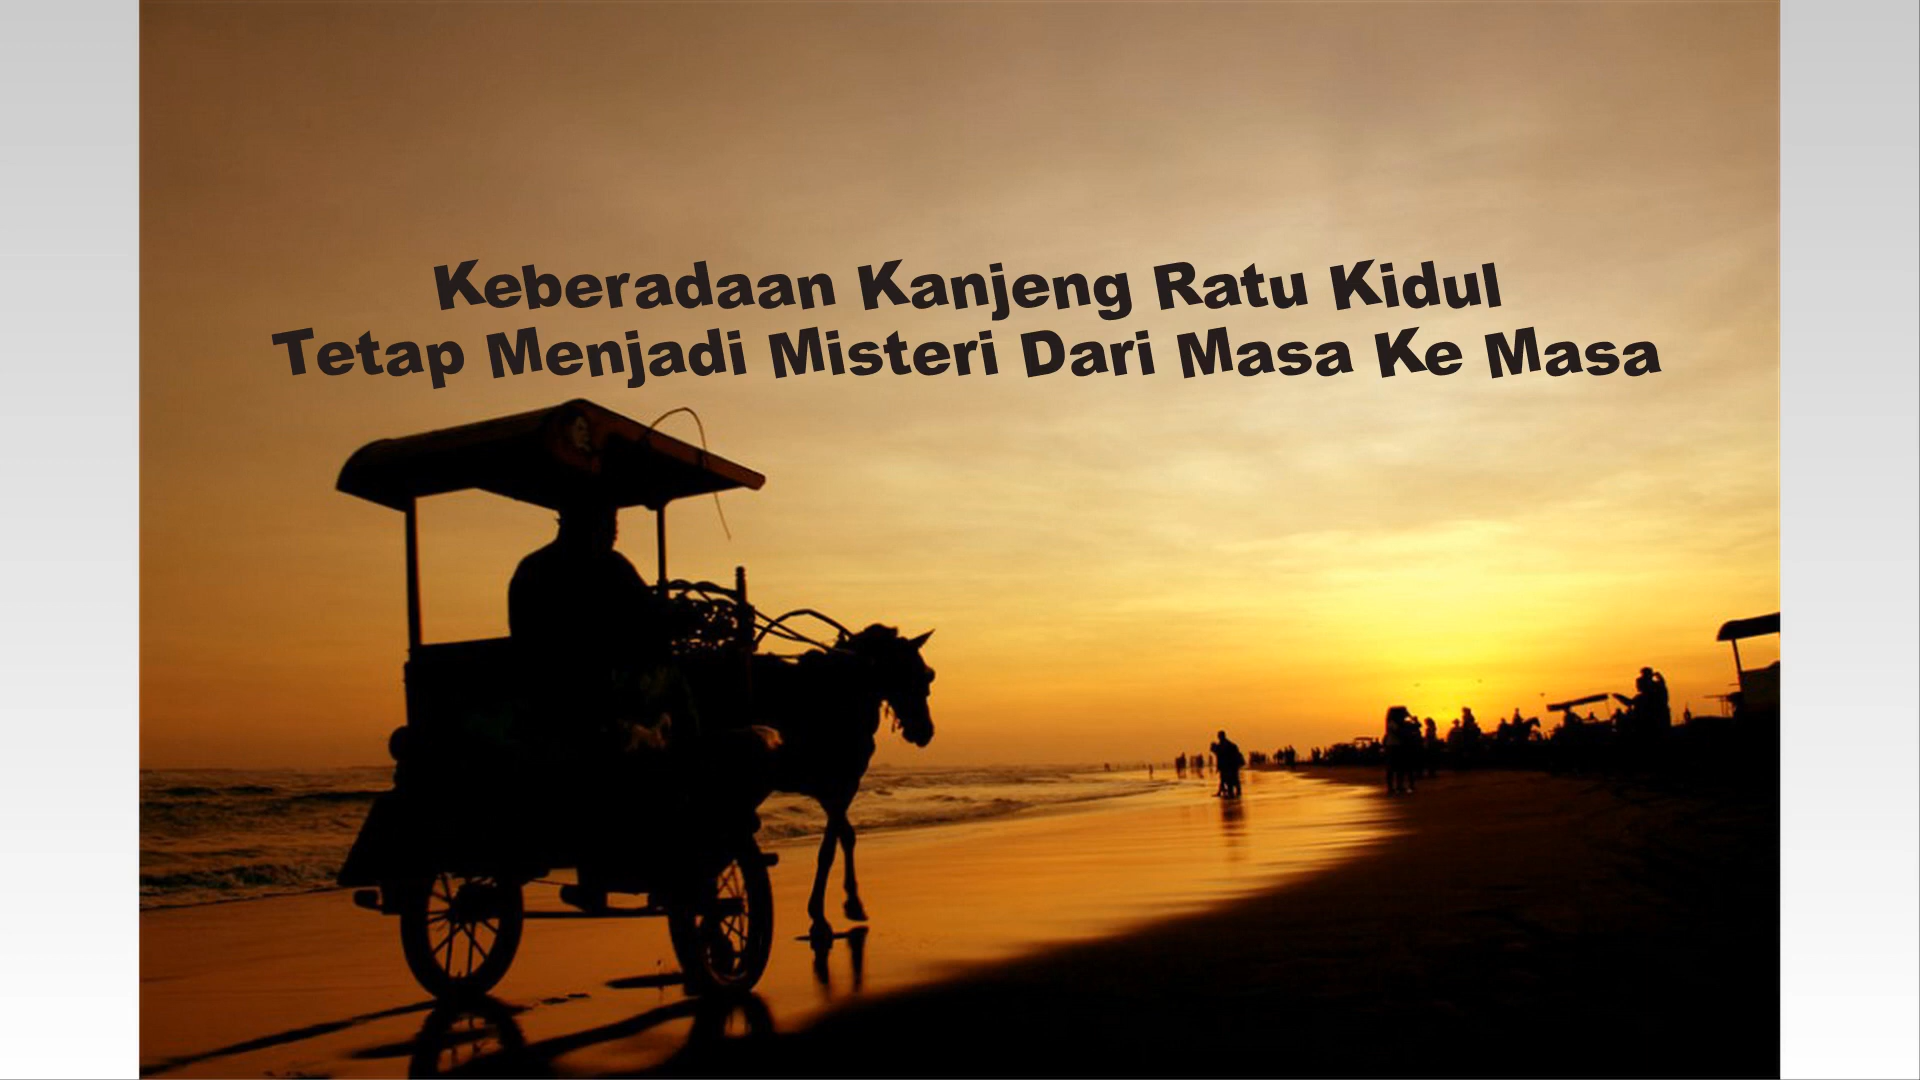 Keberadaan Kanjeng Ratu Kidul
Tetap Menjadi Misteri Dari Masa Ke Masa